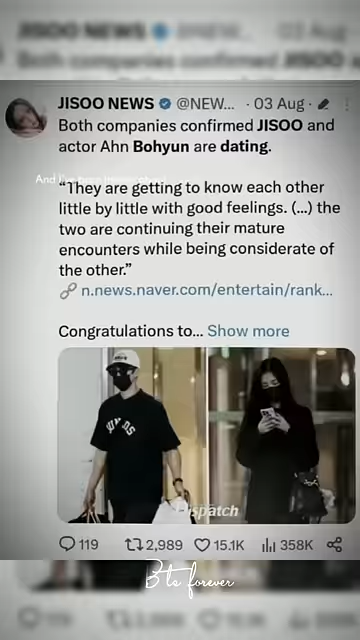 JISOO NEWS @NEW... · 03 Aug ·
Both companies confirmed JISOO and
actor Ahn Bohyun are dating.
“They are getting to know each other
little by little with good feelings. (...) the
two are continuing their mature
encounters while being considerate of
the other.”
n.news.naver.com/entertain/rank...
Congratulations to... Show more
Dispatch
119 2,989 15.1K 358K
Bts forever